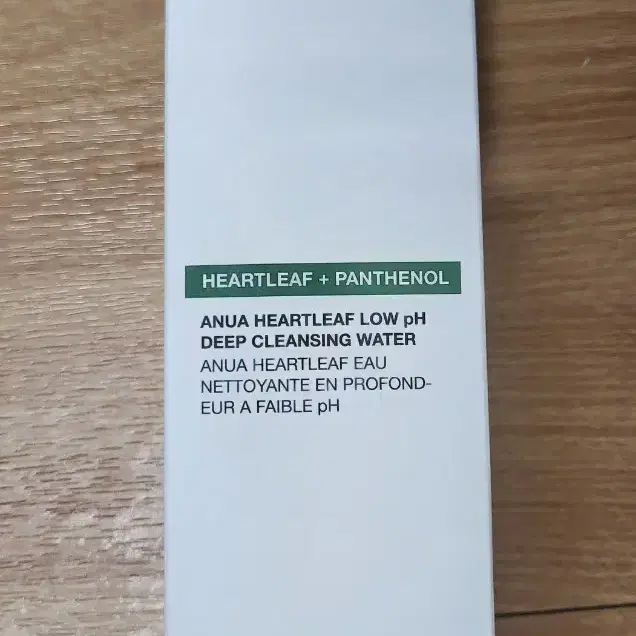 HEARTLEAF + PANTHENOL
ANUA HEARTLEAF LOW pH
DEEP CLEANSING WATER
ANUA HEARTLEAF EAU
NETTOYANTE EN PROFOND-
EUR A FAIBLE pH